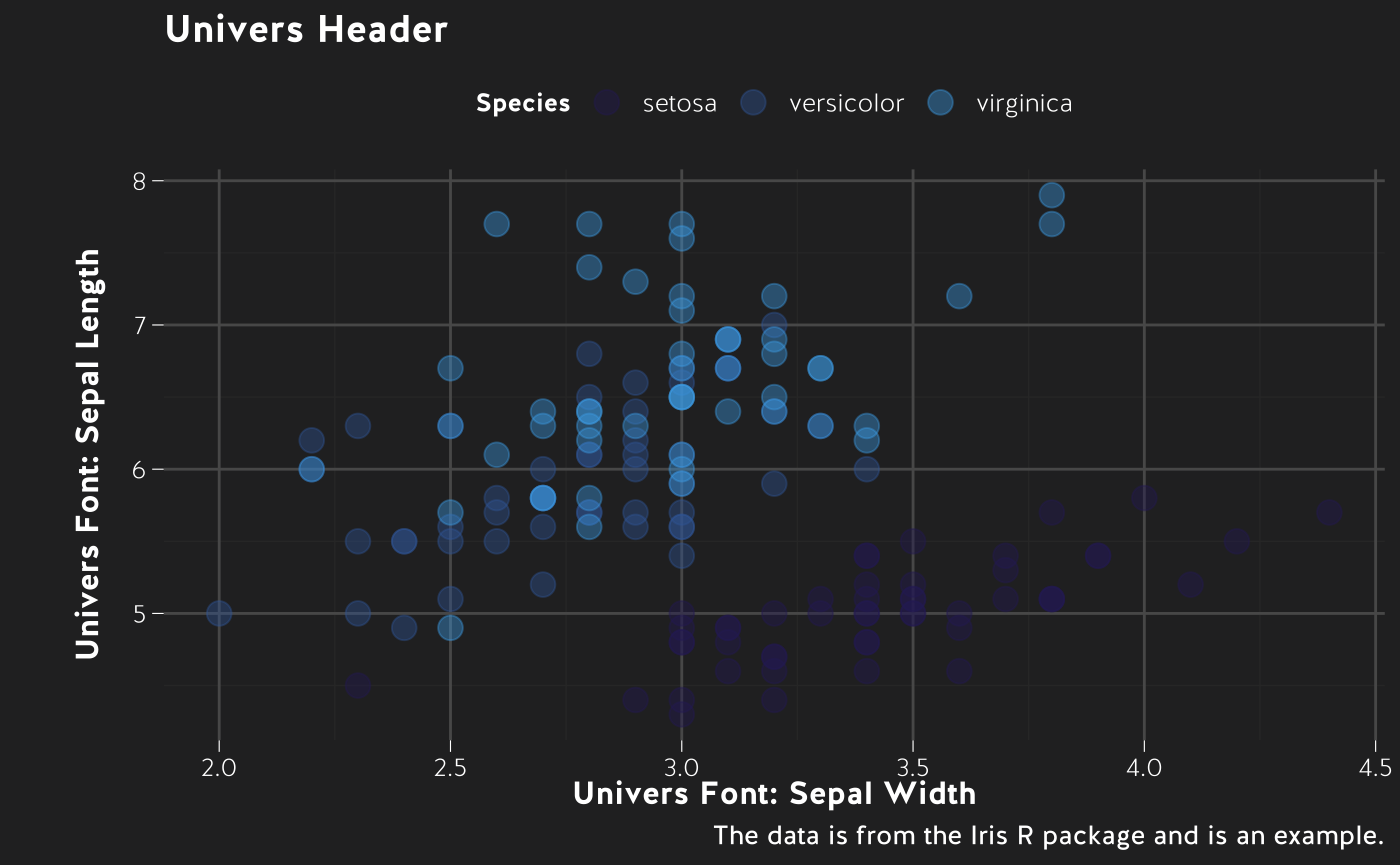 Univers Header
Species setosa versicolor virginica
Univers Font: Sepal Length
8
7
6
5
2.0 2.5 3.0 3.5 4.0 4.5
Univers Font: Sepal Width
The data is from the Iris R package and is an example.